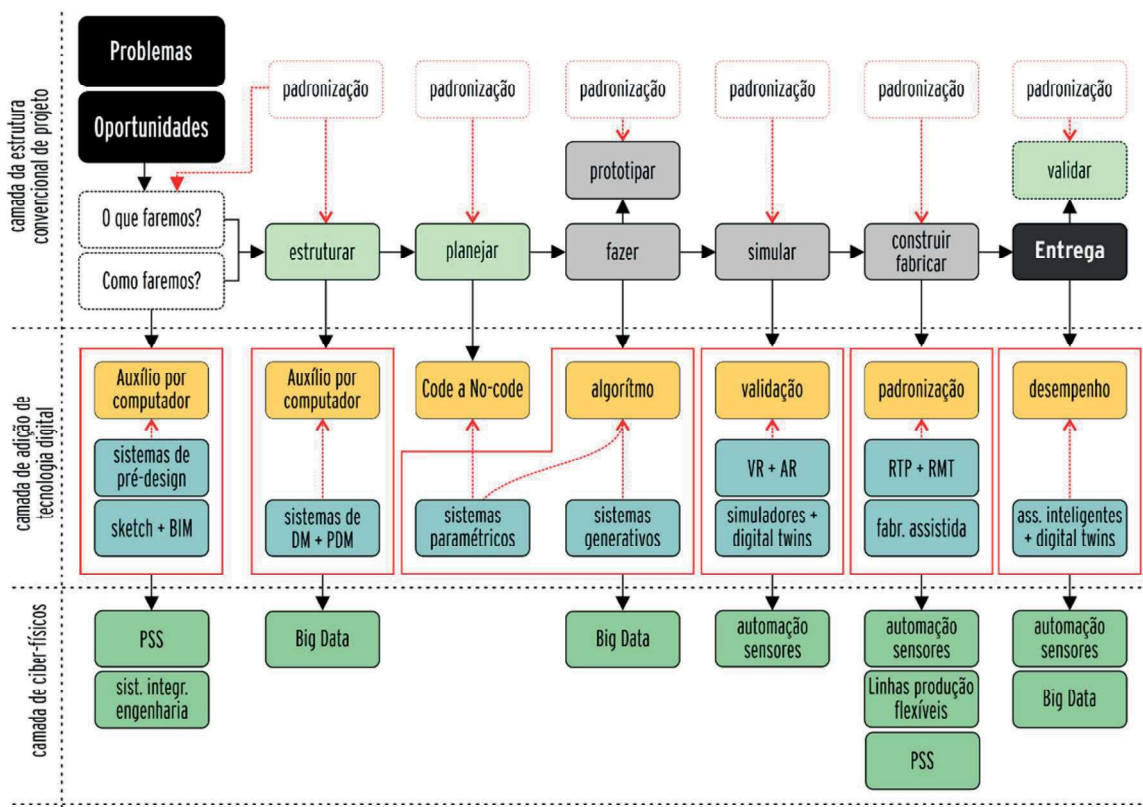 camada da estrutura
convencional de projeto
Problemas
Oportunidades
padronização
padronização
padronização
padronização
padronização
padronização
prototipar
validar
O que faremos?
Como faremos?
estruturar
planejar
fazer
simular
construir
fabricar
Entrega
camada de adição de
tecnologia digital
Auxílio por
computador
sistemas de
pré-design
sketch + BIM
Auxílio por
computador
sistemas de
DM + PDM
Code a No-code
sistemas
paramétricos
algorítmo
sistemas
generativos
validação
VR + AR
simuladores +
digital twins
padronização
RTP + RMT
fabr. assistida
desempenho
ass. inteligentes
+ digital twins
camada de ciber-físicos
PSS
sist. integr.
engenharia
Big Data
Big Data
automação
sensores
automação
sensores
Linhas produção
flexíveis
PSS
automação
sensores
Big Data